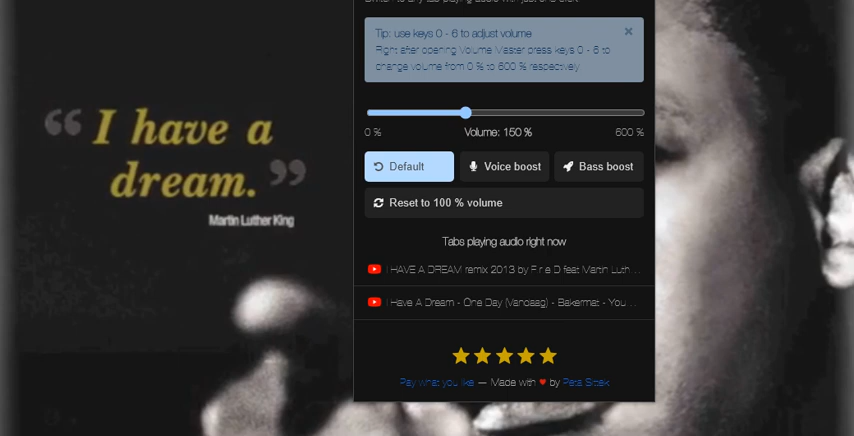 Tip: use keys 0 - 6 to adjust volume
×
Right after opening Volume Master press keys 0 - 6 to
change volume from 0 % to 600 % respectively
“ I have a
dream. ”
Martin Luther King
0 %
Volume: 150 %
600 %
Default
Voice boost
Bass boost
Reset to 100 % volume
Tabs playing audio right now
I HAVE A DREAM remix 2013 by F r e D feat Martin Luth...
I Have A Dream - One Day (Vandaag) - Bakermat - You...
Pay what you like — Made with ♥ by Peta Sittek